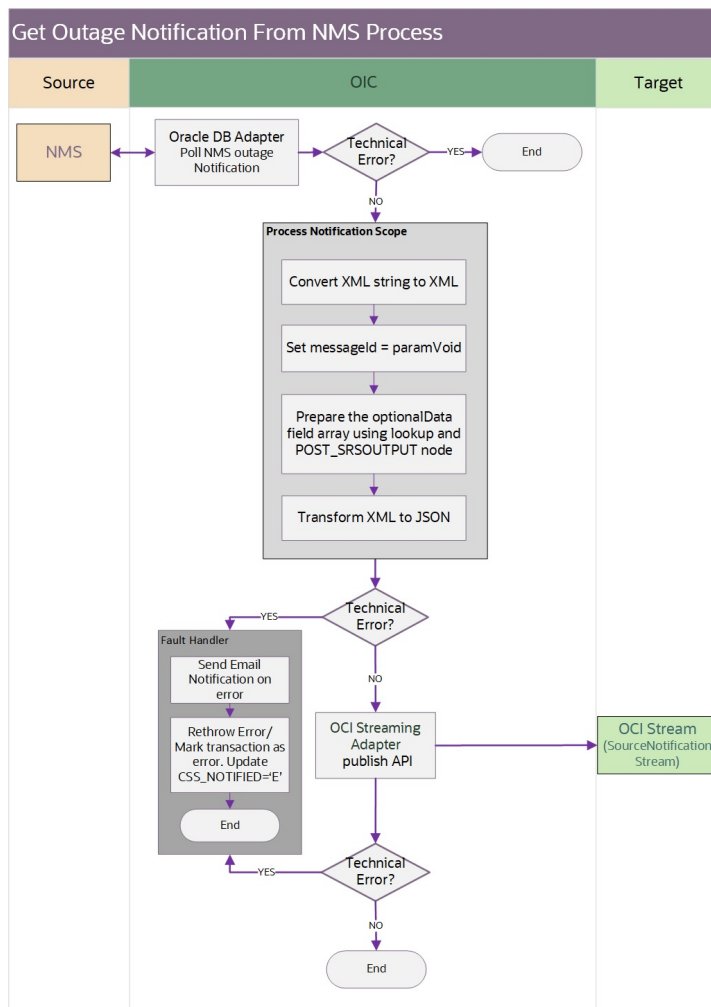 Get Outage Notification From NMS Process
Source
OIC
Target
NMS
Oracle DB Adapter
Poll NMS outage
Notification
Technical
Error?
YES
End
NO
Process Notification Scope
Convert XML string to XML
Set messageId = paramVoid
Prepare the optionalData
field array using lookup and
POST_SRSOUTPUT node
Transform XML to JSON
Technical
Error?
YES
NO
Fault Handler
Send Email
Notification on
error
Rethrow Error/
Mark transaction as
error. Update
CSS_NOTIFIED=‘E’
End
OCI Streaming
Adapter
publish API
OCI Stream
(SourceNotification
Stream)
Technical
Error?
YES
NO
End